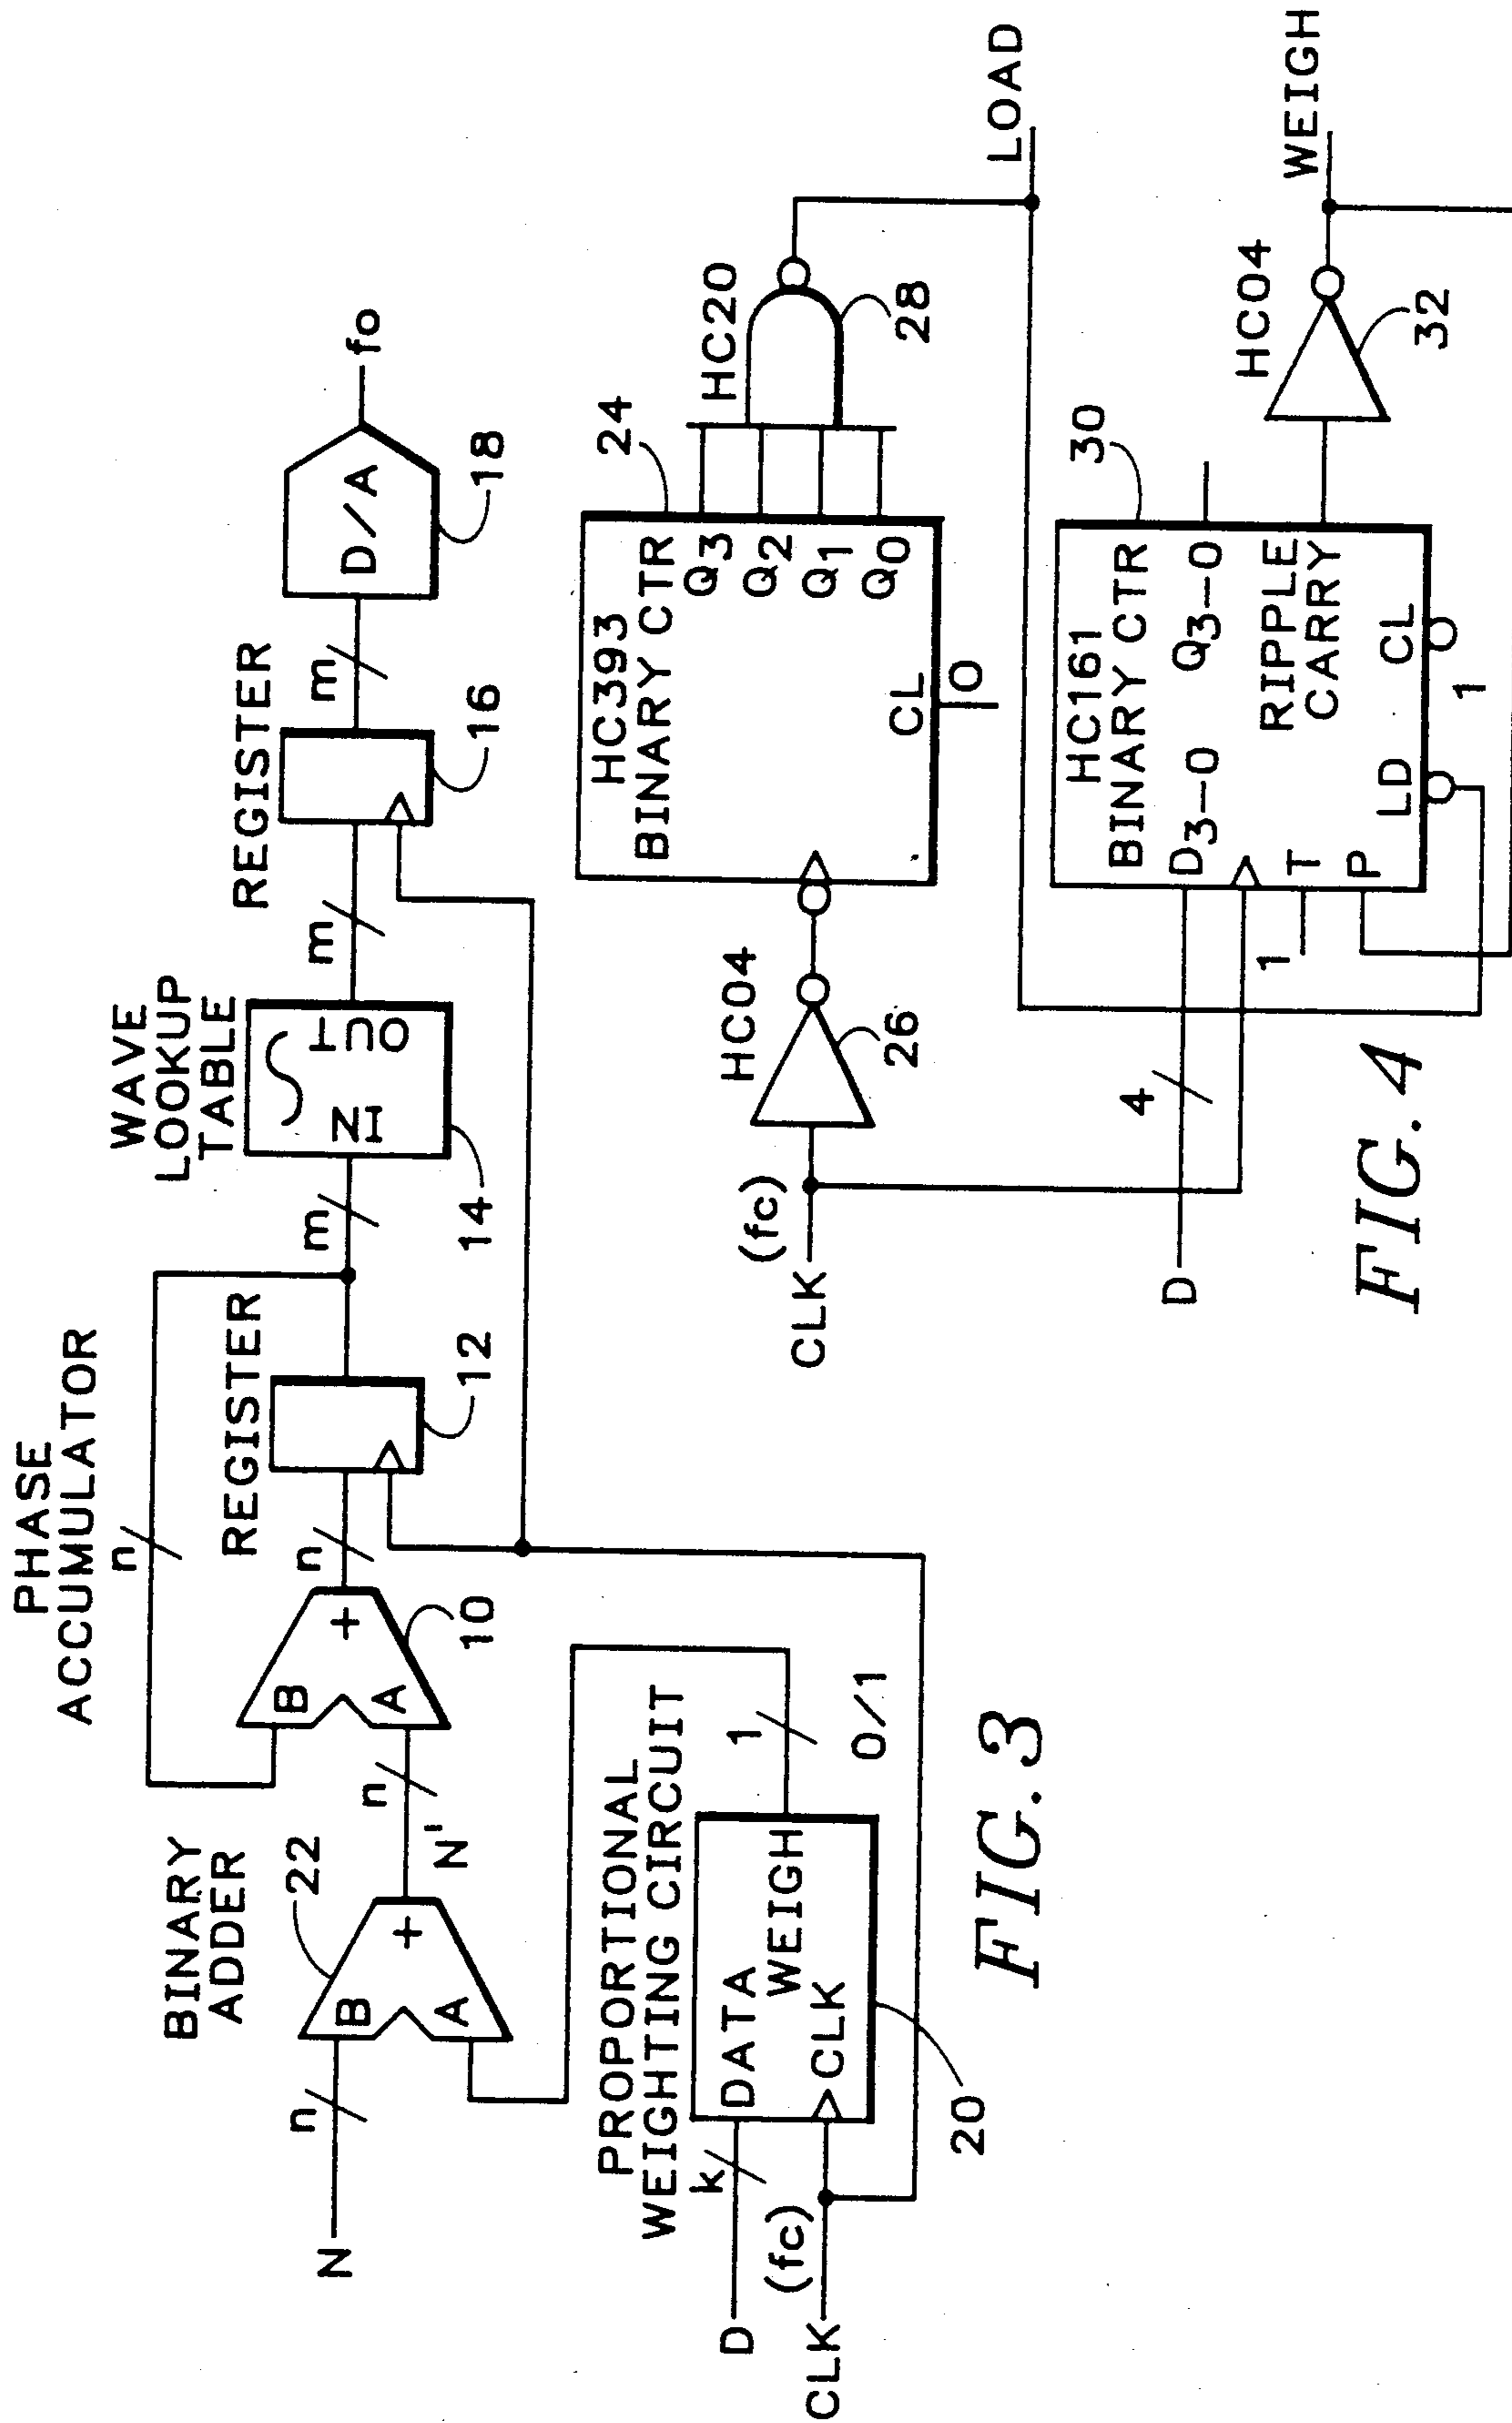 PHASE
ACCUMULATOR
n
BINARY
ADDER
22
N
n
B
A
+
N'
n
B
A
+
10
n
REGISTER
12
m
WAVE
LOOKUP
TABLE
IN
OUT
14
m
REGISTER
16
m
D/A
18
fo
PROPORTIONAL
WEIGHTING CIRCUIT
D
k
DATA
WEIGH
CLK
(fc)
CLK
20
1
0/1
FIG. 3
CLK
(fc)
HC04
26
HC393
BINARY CTR
24
Q3
Q2
Q1
Q0
CL
0
HC20
28
LOAD
D
4
HC161
BINARY CTR
30
D3-0
Q3-0
1
T
P
RIPPLE
CARRY
LD
CL
1
HC04
32
WEIGH
FIG. 4